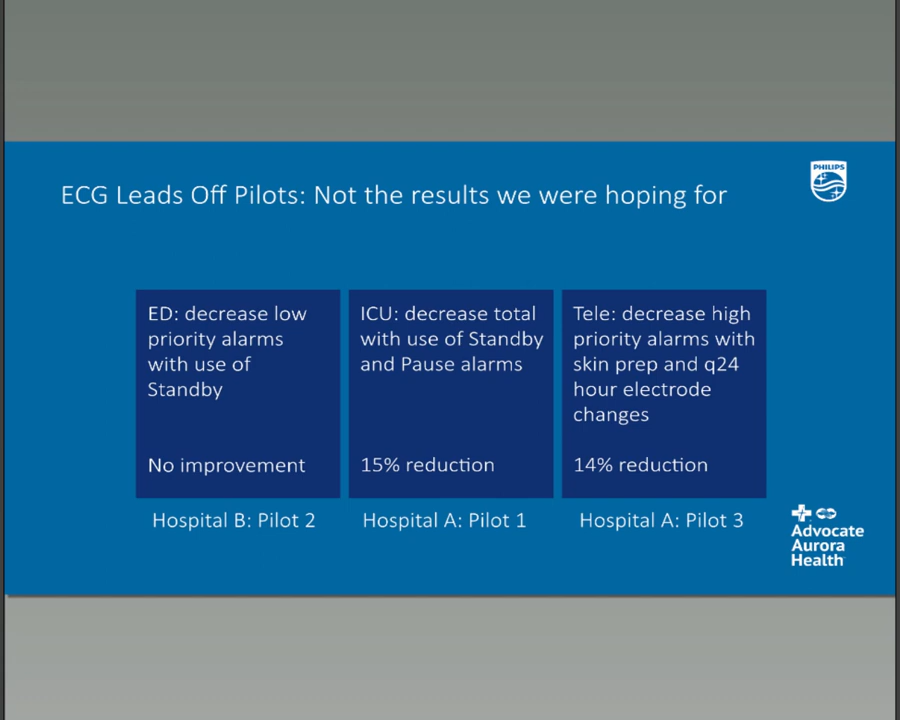 PHILIPS
ECG Leads Off Pilots: Not the results we were hoping for
ED: decrease low
priority alarms
with use of
Standby
No improvement
Hospital B: Pilot 2
ICU: decrease total
with use of Standby
and Pause alarms
15% reduction
Hospital A: Pilot 1
Tele: decrease high
priority alarms with
skin prep and q24
hour electrode
changes
14% reduction
Hospital A: Pilot 3
Advocate
Aurora
Health